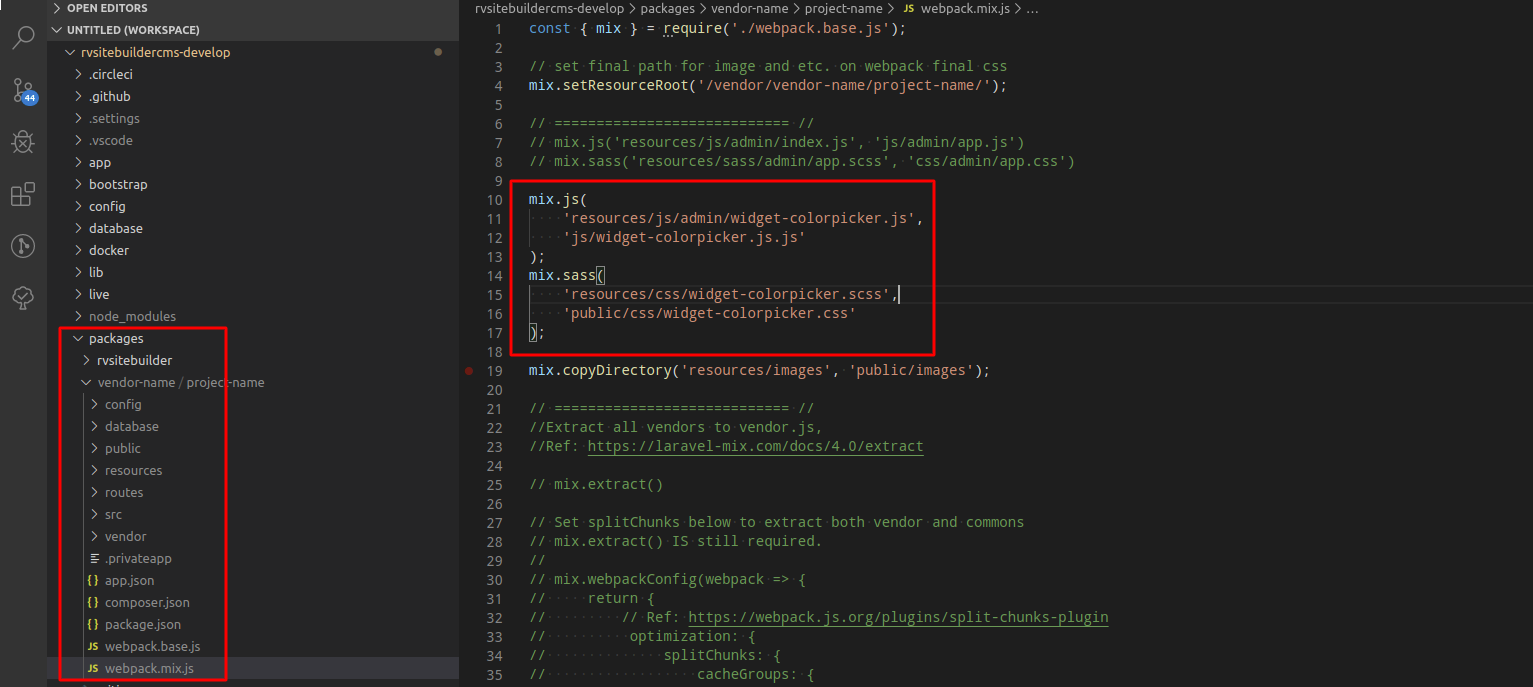 OPEN EDITORS
UNTITLED (WORKSPACE)
rvsitebuildercms-develop
.circleci
.github
.settings
.vscode
app
bootstrap
config
database
docker
lib
live
node_modules
packages
rvsitebuilder
vendor-name / project-name
config
database
public
resources
routes
src
vendor
.privateapp
{} app.json
{} composer.json
{} package.json
JS webpack.base.js
JS webpack.mix.js
44
rvsitebuildercms-develop > packages > vendor-name > project-name > JS webpack.mix.js > ...
1 const { mix } = require('./webpack.base.js');
2
3 // set final path for image and etc. on webpack final css
4 mix.setResourceRoot('/vendor/vendor-name/project-name/');
5
6 // ============================ //
7 // mix.js('resources/js/admin/index.js', 'js/admin/app.js')
8 // mix.sass('resources/sass/admin/app.scss', 'css/admin/app.css')
9
10 mix.js(
11     'resources/js/admin/widget-colorpicker.js',
12     'js/widget-colorpicker.js.js'
13 );
14 mix.sass(
15     'resources/css/widget-colorpicker.scss',
16     'public/css/widget-colorpicker.css'
17 );
18
19 mix.copyDirectory('resources/images', 'public/images');
20
21 // ============================ //
22 //Extract all vendors to vendor.js,
23 //Ref: https://laravel-mix.com/docs/4.0/extract
24
25 // mix.extract()
26
27 // Set splitChunks below to extract both vendor and commons
28 // mix.extract() IS still required.
29 //
30 // mix.webpackConfig(webpack => {
31 //     return {
32 //         // Ref: https://webpack.js.org/plugins/split-chunks-plugin
33 //          optimization: {
34 //              splitChunks: {
35 //                  cacheGroups: {